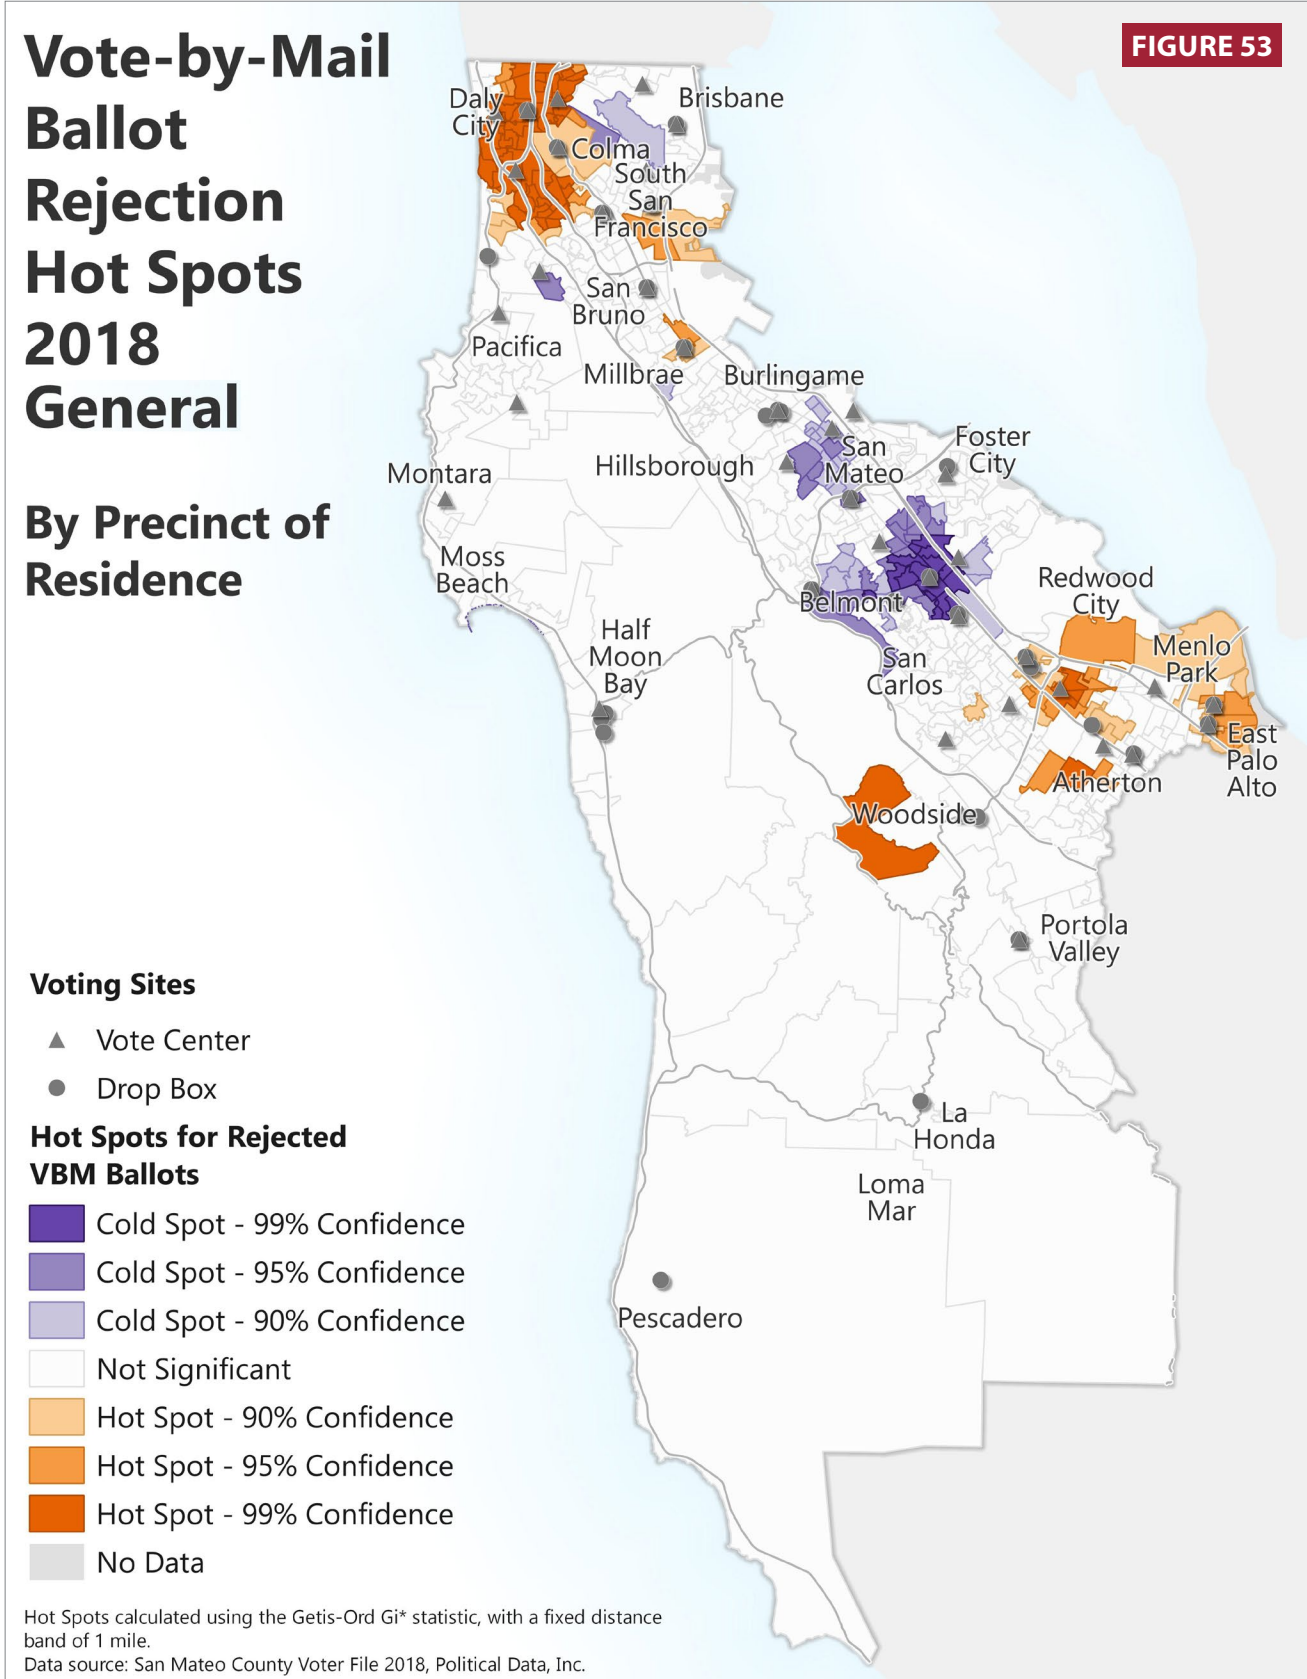 Vote-by-Mail
Ballot
Rejection
Hot Spots
2018
General
By Precinct of
Residence
FIGURE 53
Daly
City
Brisbane
Colma
South
San
Francisco
San
Bruno
Pacifica
Millbrae
Burlingame
Hillsborough
San
Mateo
Foster
City
Montara
Moss
Beach
Belmont
Redwood
City
Half
Moon
Bay
San
Carlos
Menlo
Park
East
Palo
Alto
Atherton
Woodside
Portola
Valley
La
Honda
Loma
Mar
Pescadero
Voting Sites
Vote Center
Drop Box
Hot Spots for Rejected
VBM Ballots
Cold Spot - 99% Confidence
Cold Spot - 95% Confidence
Cold Spot - 90% Confidence
Not Significant
Hot Spot - 90% Confidence
Hot Spot - 95% Confidence
Hot Spot - 99% Confidence
No Data
Hot Spots calculated using the Getis-Ord Gi* statistic, with a fixed distance
band of 1 mile.
Data source: San Mateo County Voter File 2018, Political Data, Inc.